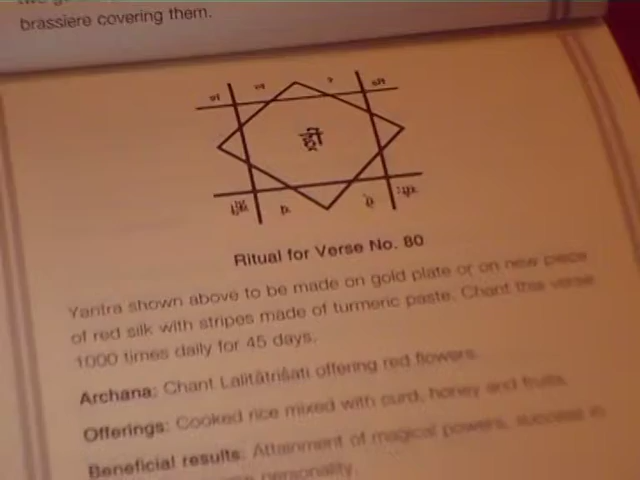 brassiere covering them.
ह्रीं
Ritual for Verse No. 80
Yantra shown above to be made on gold plate or on new piece
of red silk with stripes made of turmeric paste. Chant this verse
1000 times daily for 45 days.
Archana: Chant Lalitātriśati offering red flowers.
Offerings: Cooked rice mixed with curd, honey and fruits.
Beneficial results: Attainment of magical powers, success in
personality.